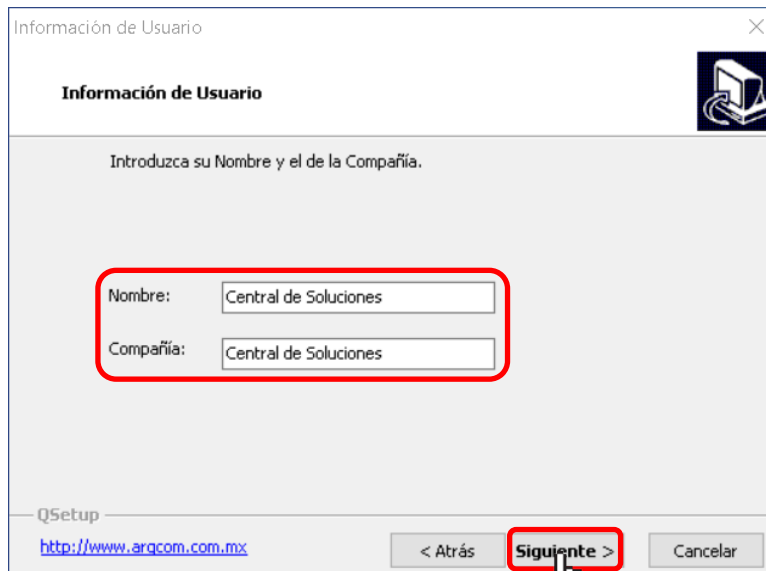 Información de Usuario
Información de Usuario
Introduzca su Nombre y el de la Compañía.
Nombre: Central de Soluciones
Compañía: Central de Soluciones
QSetup
http://www.arqcom.com.mx
< Atrás Siguiente > Cancelar